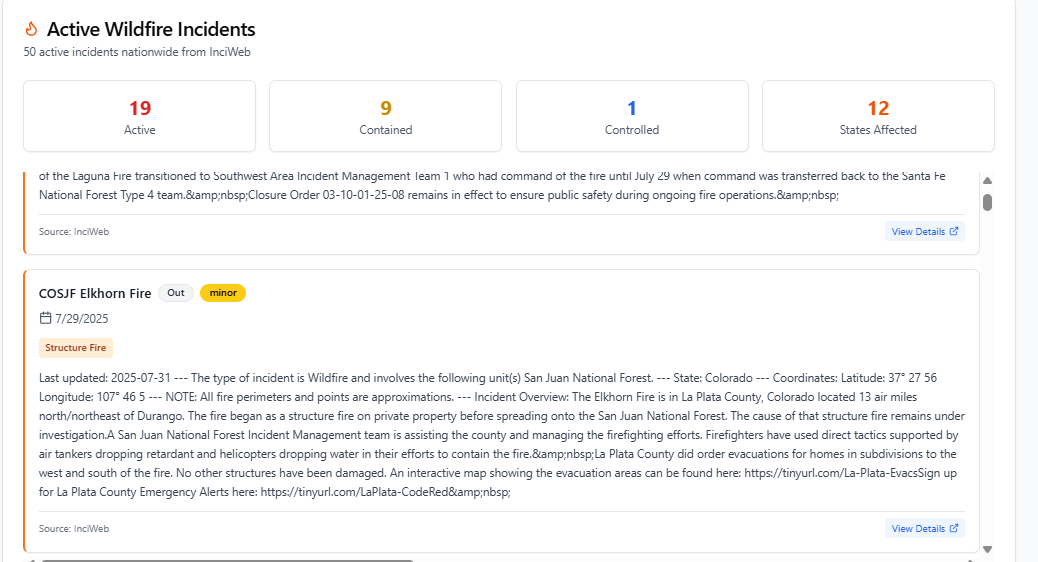 Active Wildfire Incidents
50 active incidents nationwide from InciWeb
19
Active
9
Contained
1
Controlled
12
States Affected
of the Laguna Fire transitioned to Southwest Area Incident Management Team 1 who had command of the fire until July 29 when command was transferred back to the Santa Fe
National Forest Type 4 team.&amp;nbsp;Closure Order 03-10-01-25-08 remains in effect to ensure public safety during ongoing fire operations.&amp;nbsp;
Source: InciWeb
View Details
COSJF Elkhorn Fire
Out
minor
7/29/2025
Structure Fire
Last updated: 2025-07-31 --- The type of incident is Wildfire and involves the following unit(s) San Juan National Forest. --- State: Colorado --- Coordinates: Latitude: 37° 27 56
Longitude: 107° 46 5 --- NOTE: All fire perimeters and points are approximations. --- Incident Overview: The Elkhorn Fire is in La Plata County, Colorado located 13 air miles
north/northeast of Durango. The fire began as a structure fire on private property before spreading onto the San Juan National Forest. The cause of that structure fire remains under
investigation.A San Juan National Forest Incident Management team is assisting the county and managing the firefighting efforts. Firefighters have used direct tactics supported by
air tankers dropping retardant and helicopters dropping water in their efforts to contain the fire.&amp;nbsp;La Plata County did order evacuations for homes in subdivisions to the
west and south of the fire. No other structures have been damaged. An interactive map showing the evacuation areas can be found here: https://tinyurl.com/La-Plata-EvacsSign up
for La Plata County Emergency Alerts here: https://tinyurl.com/LaPlata-CodeRed&amp;nbsp;
Source: InciWeb
View Details